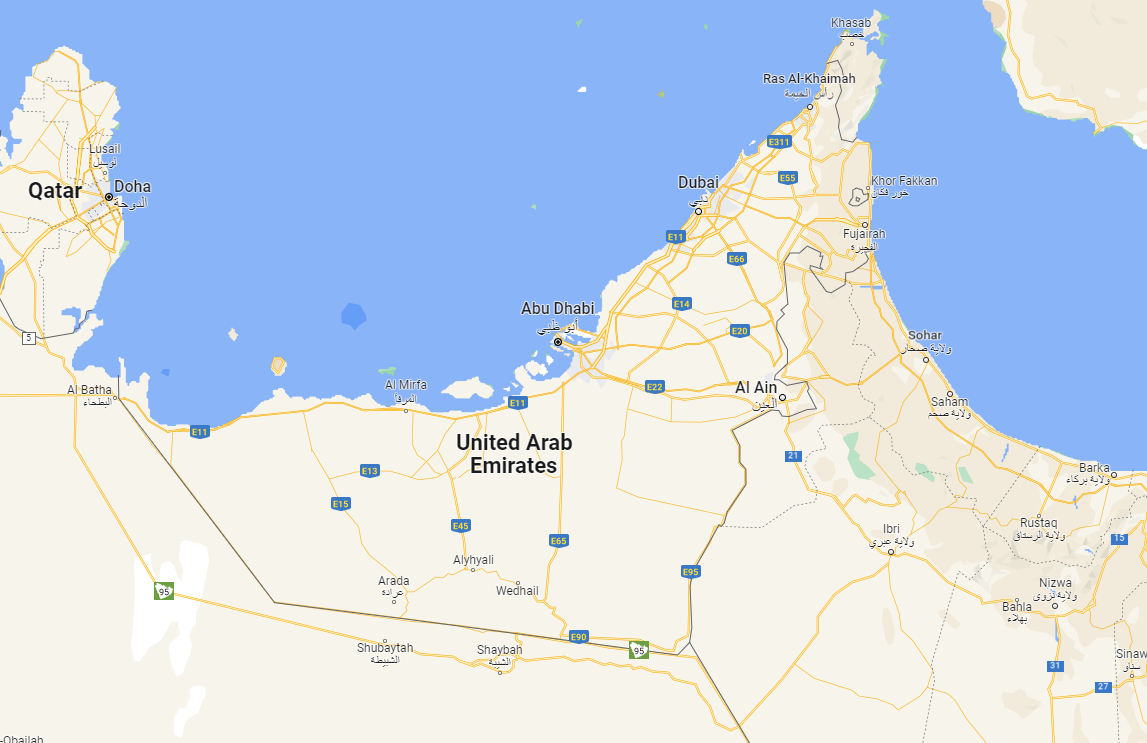 Khasab
خصب
Ras Al-Khaimah
رأس الخيمة
E311
Lusail
لوسيل
E55
Qatar
Doha
الدوحة
Dubai
دبي
Khor Fakkan
خور فكان
E11
Fujairah
الفجيرة
E66
E14
Abu Dhabi
أبو ظبي
E20
5
Sohar
ولاية صحار
Al Batha
البطحاء
Al Mirfa
المرفأ
E11
E22
Al Ain
العين
Saham
ولاية صحم
E11
United Arab
Emirates
21
E13
Barka
ولاية بركاء
E15
E45
Rustaq
ولاية الرستاق
Ibri
ولاية عبري
E65
15
Alyhyali
E95
Arada
عرادة
Wedhail
95
Nizwa
ولاية نزوى
Bahla
بهلاء
E90
95
Shubaytah
الشبيطة
Shaybah
الشيبة
Sinaw
سناو
31
27
-Obailah